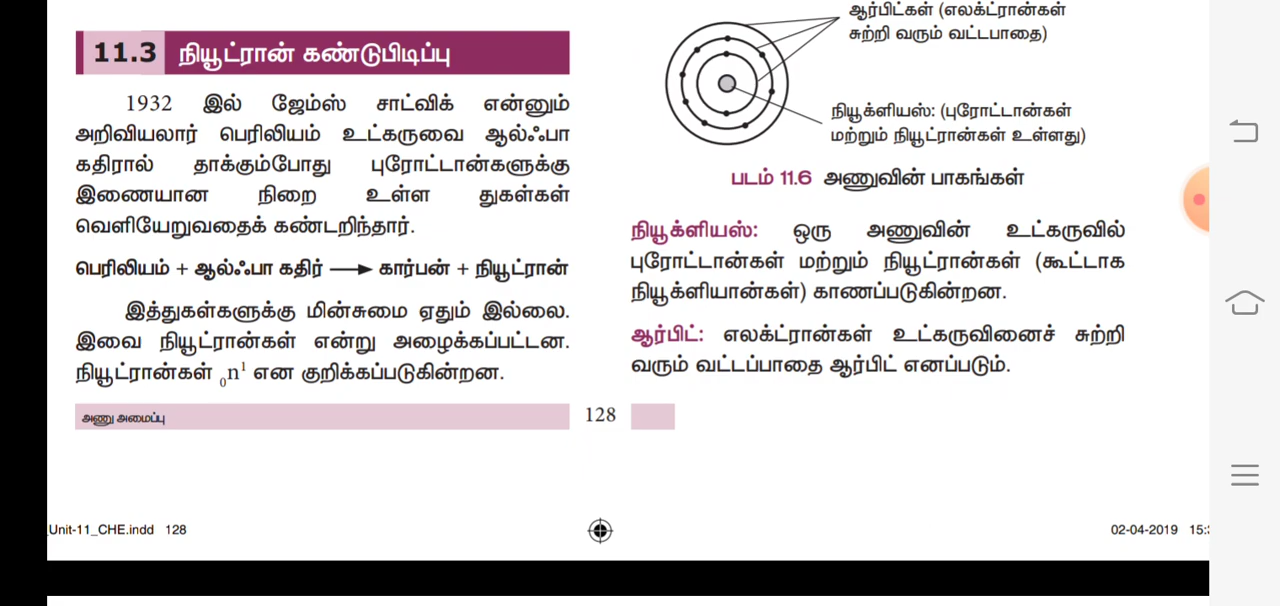 11.3 நியூட்ரான் கண்டுபிடிப்பு
1932 இல் ஜேம்ஸ் சாட்விக் என்னும்
அறிவியலார் பெரிலியம் உட்கருவை ஆல்ஃபா
கதிரால் தாக்கும்போது புரோட்டான்களுக்கு
இணையான நிறை உள்ள துகள்கள்
வெளியேறுவதைக் கண்டறிந்தார்.
பெரிலியம் + ஆல்ஃபா கதிர் ⟶ கார்பன் + நியூட்ரான்
இத்துகள்களுக்கு மின்சுமை ஏதும் இல்லை.
இவை நியூட்ரான்கள் என்று அழைக்கப்பட்டன.
நியூட்ரான்கள் ₀n¹ என குறிக்கப்படுகின்றன.
ஆர்பிட்கள் (எலக்ட்ரான்கள்
சுற்றி வரும் வட்டபாதை)
நியூக்ளியஸ்: (புரோட்டான்கள்
மற்றும் நியூட்ரான்கள் உள்ளது)
படம் 11.6 அணுவின் பாகங்கள்
நியூக்ளியஸ்: ஒரு அணுவின் உட்கருவில்
புரோட்டான்கள் மற்றும் நியூட்ரான்கள் (கூட்டாக
நியூக்ளியான்கள்) காணப்படுகின்றன.
ஆர்பிட்: எலக்ட்ரான்கள் உட்கருவினைச் சுற்றி
வரும் வட்டப்பாதை ஆர்பிட் எனப்படும்.
அணு அமைப்பு
128
_Unit-11_CHE.indd 128
02-04-2019 15:3